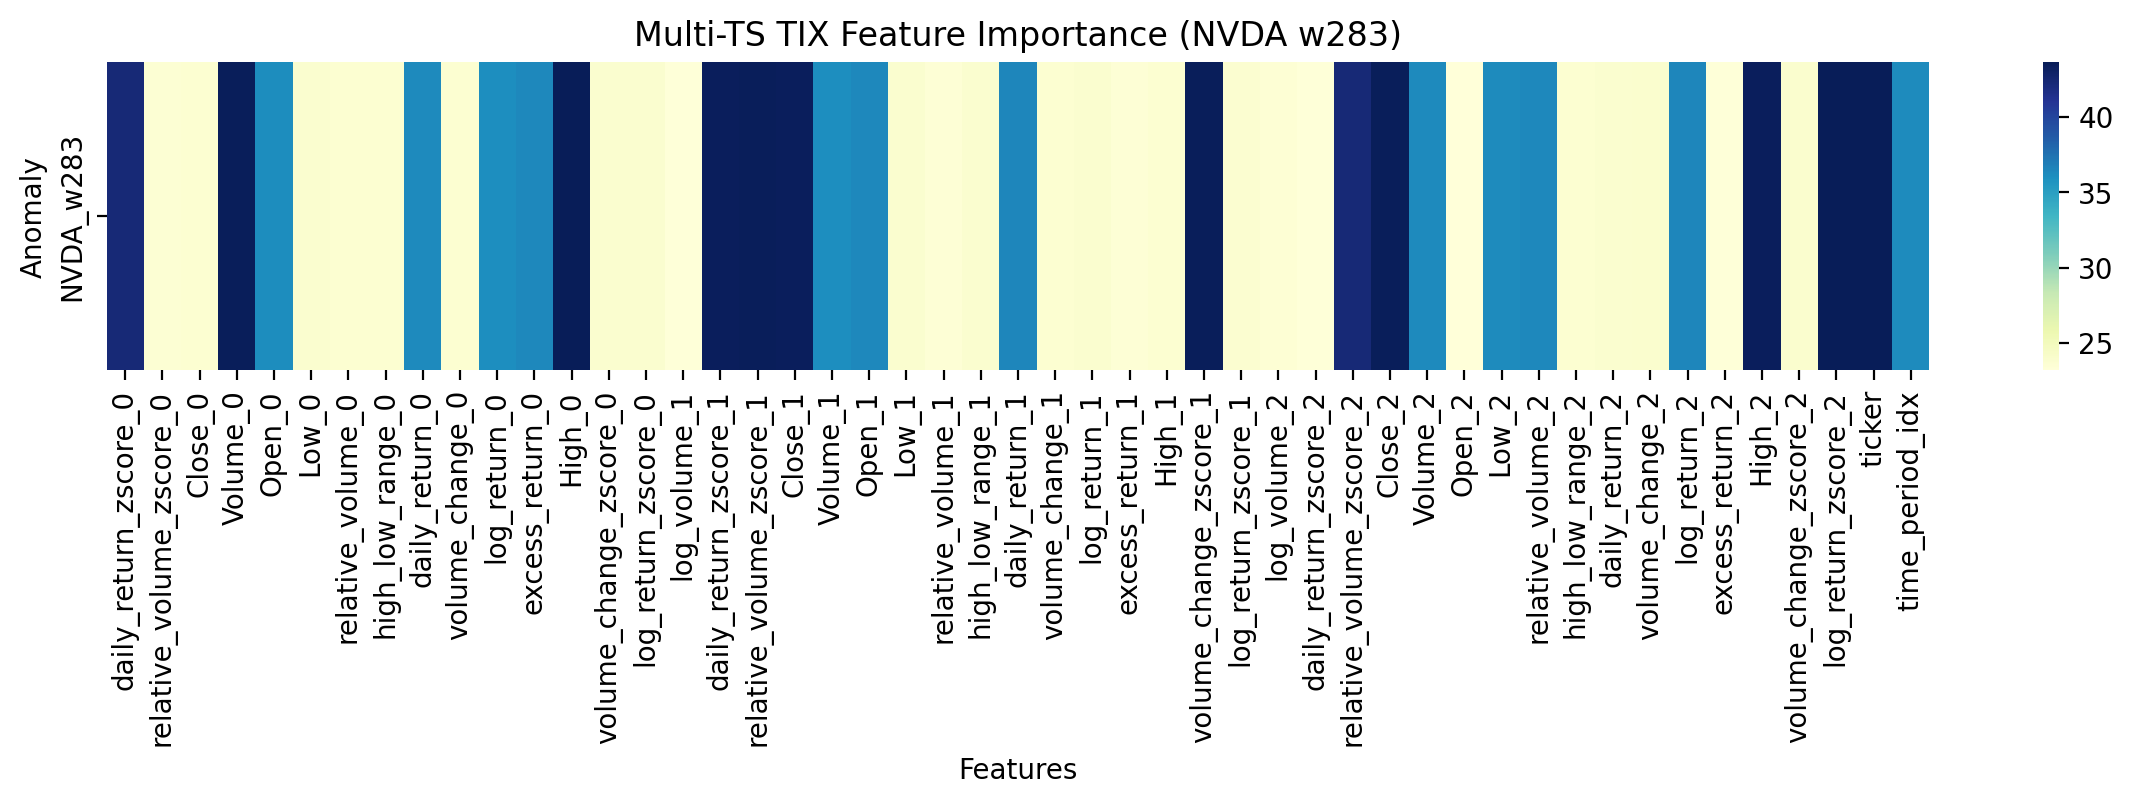 Multi-TS TIX Feature Importance (NVDA w283)
Anomaly
NVDA_w283
40
35
30
25
daily_return_zscore_0
relative_volume_zscore_0
Close_0
Volume_0
Open_0
Low_0
relative_volume_0
high_low_range_0
daily_return_0
volume_change_0
log_return_0
excess_return_0
High_0
volume_change_zscore_0
log_return_zscore_0
log_volume_1
daily_return_zscore_1
relative_volume_zscore_1
Close_1
Volume_1
Open_1
Low_1
relative_volume_1
high_low_range_1
daily_return_1
volume_change_1
log_return_1
excess_return_1
High_1
volume_change_zscore_1
log_return_zscore_1
log_volume_2
daily_return_zscore_2
relative_volume_zscore_2
Close_2
Volume_2
Open_2
Low_2
relative_volume_2
high_low_range_2
daily_return_2
volume_change_2
log_return_2
excess_return_2
High_2
volume_change_zscore_2
log_return_zscore_2
ticker
time_period_idx
Features